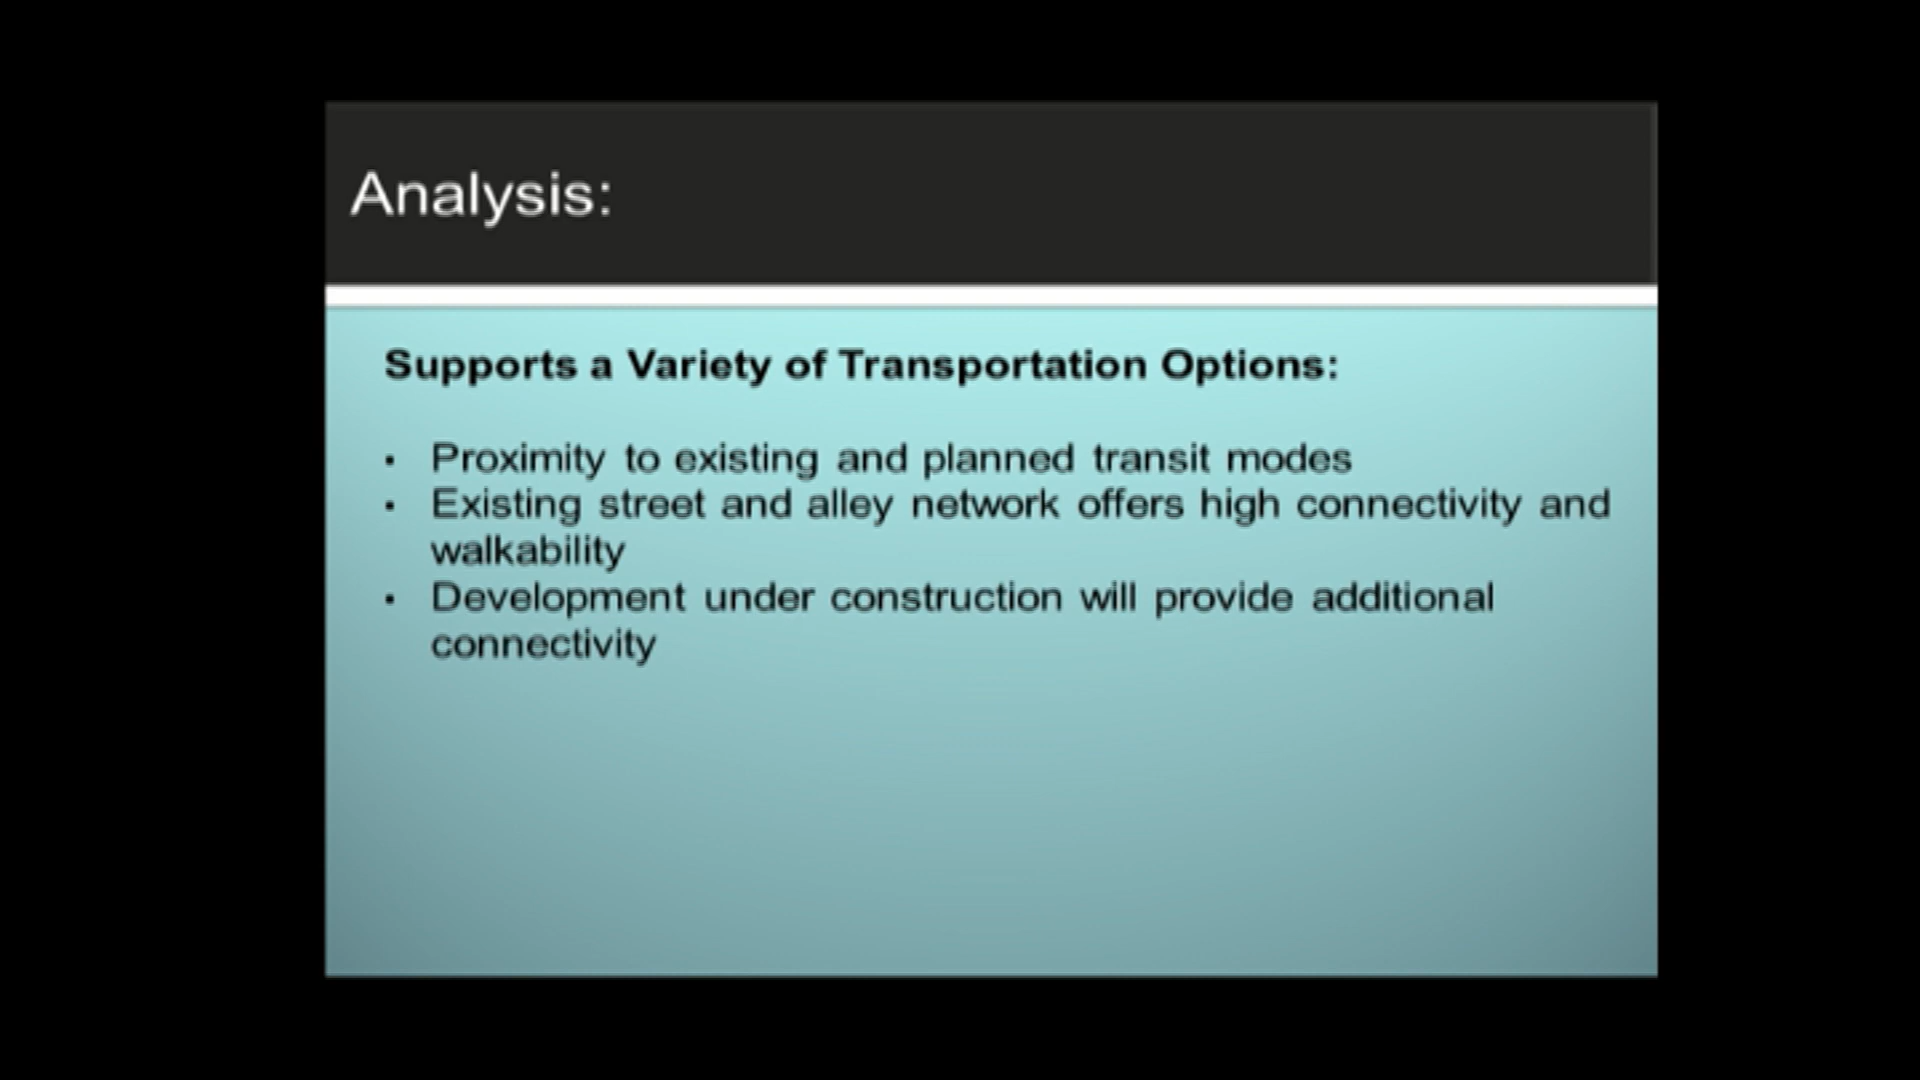 Analysis:
Supports a Variety of Transportation Options:
• Proximity to existing and planned transit modes
• Existing street and alley network offers high connectivity and
walkability
• Development under construction will provide additional
connectivity